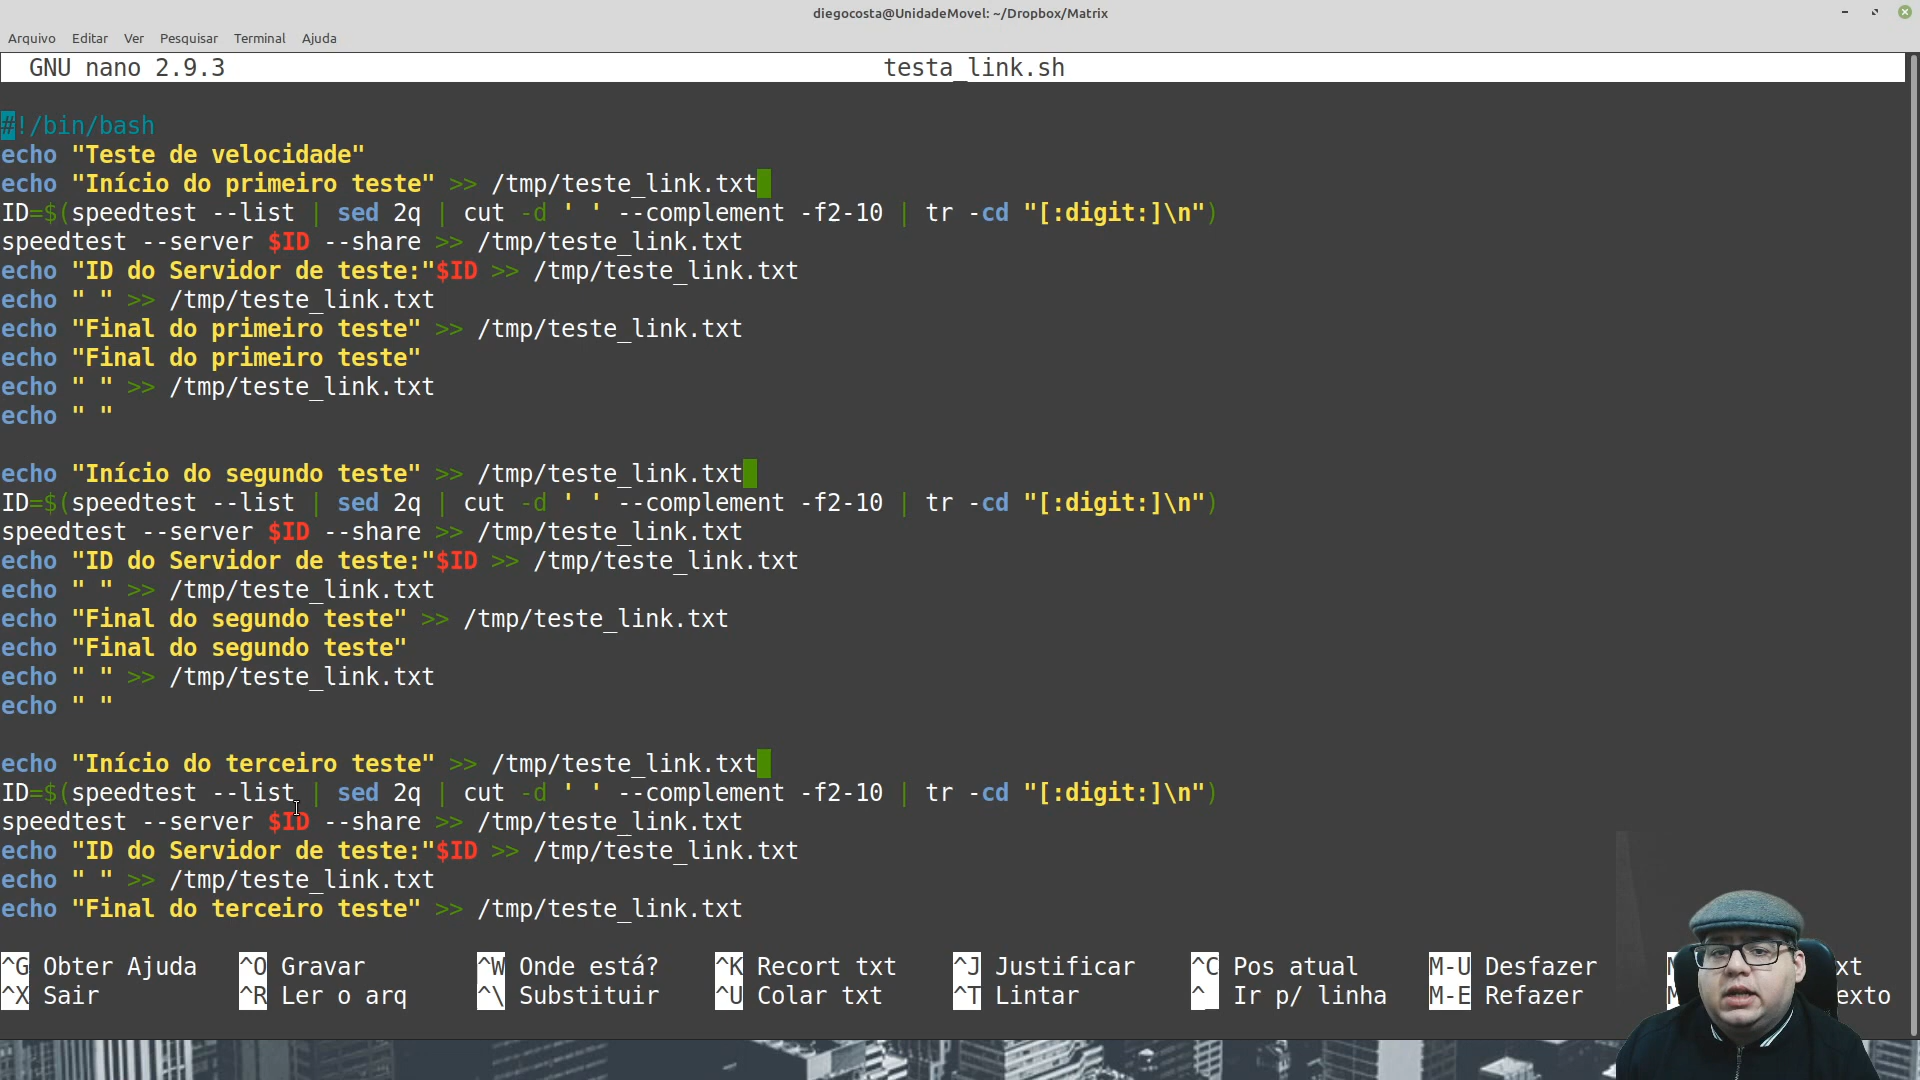 diegocosta@UnidadeMovel: ~/Dropbox/Matrix
Arquivo Editar Ver Pesquisar Terminal Ajuda
GNU nano 2.9.3 testa_link.sh
#!/bin/bash
echo "Teste de velocidade"
echo "Início do primeiro teste" >> /tmp/teste_link.txt
ID=$(speedtest --list | sed 2q | cut -d ' ' --complement -f2-10 | tr -cd "[:digit:]\n")
speedtest --server $ID --share >> /tmp/teste_link.txt
echo "ID do Servidor de teste:"$ID >> /tmp/teste_link.txt
echo " " >> /tmp/teste_link.txt
echo "Final do primeiro teste" >> /tmp/teste_link.txt
echo "Final do primeiro teste"
echo " " >> /tmp/teste_link.txt
echo " "
echo "Início do segundo teste" >> /tmp/teste_link.txt
ID=$(speedtest --list | sed 2q | cut -d ' ' --complement -f2-10 | tr -cd "[:digit:]\n")
speedtest --server $ID --share >> /tmp/teste_link.txt
echo "ID do Servidor de teste:"$ID >> /tmp/teste_link.txt
echo " " >> /tmp/teste_link.txt
echo "Final do segundo teste" >> /tmp/teste_link.txt
echo "Final do segundo teste"
echo " " >> /tmp/teste_link.txt
echo " "
echo "Início do terceiro teste" >> /tmp/teste_link.txt
ID=$(speedtest --list | sed 2q | cut -d ' ' --complement -f2-10 | tr -cd "[:digit:]\n")
speedtest --server $ID --share >> /tmp/teste_link.txt
echo "ID do Servidor de teste:"$ID >> /tmp/teste_link.txt
echo " " >> /tmp/teste_link.txt
echo "Final do terceiro teste" >> /tmp/teste_link.txt
^G Obter Ajuda ^O Gravar ^W Onde está? ^K Recort txt ^J Justificar ^C Pos atual M-U Desfazer
^X Sair ^R Ler o arq ^\ Substituir ^U Colar txt ^T Lintar ^_ Ir p/ linha M-E Refazer